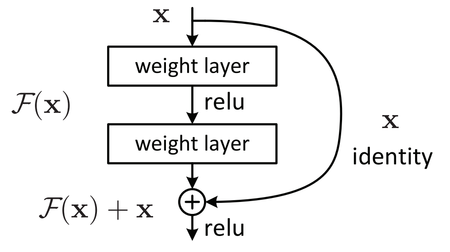 x
weight layer
relu
F(x)
x
weight layer
identity
F(x) + x
+
relu